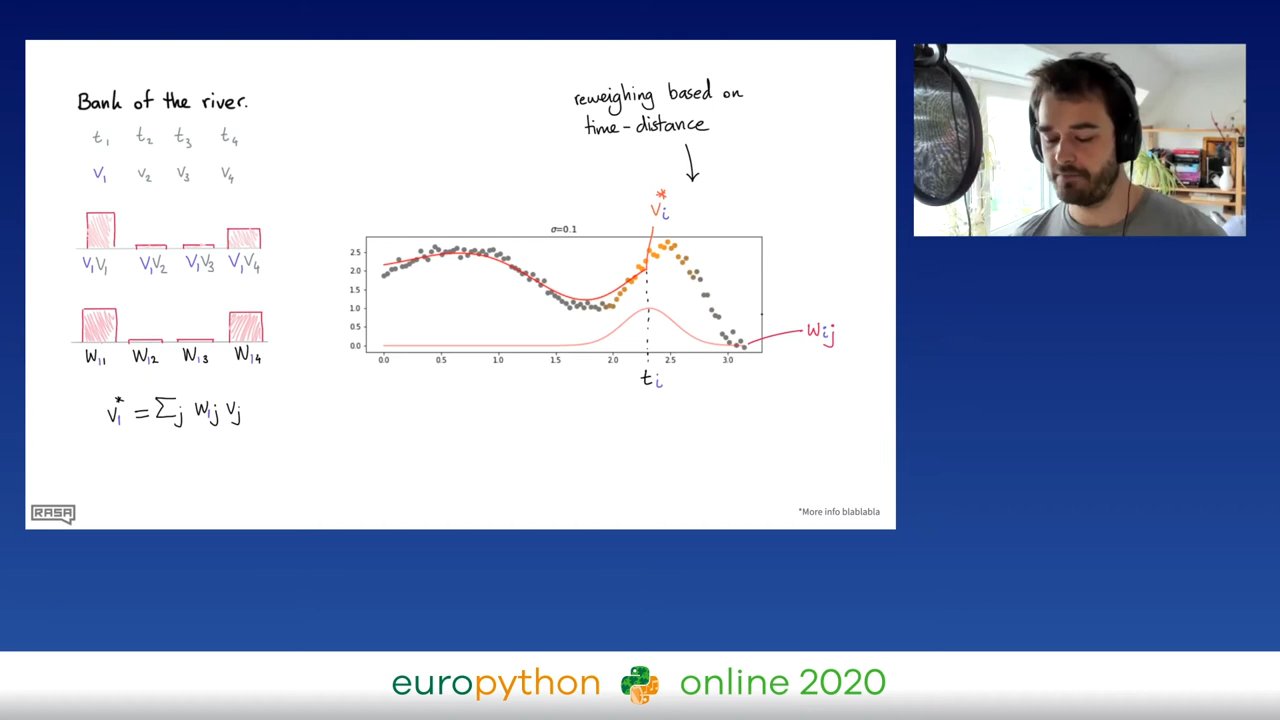 Bank of the river.
t₁ t₂ t₃ t₄
v₁ v₂ v₃ v₄
v₁v₁ v₁v₂ v₁v₃ v₁v₄
w₁₁ w₁₂ w₁₃ w₁₄
v₁* = Σⱼ w₁ⱼ vⱼ
reweighing based on
time-distance
vᵢ*
σ=0.1
2.5
2.0
1.5
1.0
0.5
0.0
0.0 0.5 1.0 1.5 2.0 2.5 3.0
wᵢⱼ
tᵢ
RASA
*More info blablabla
europython online 2020